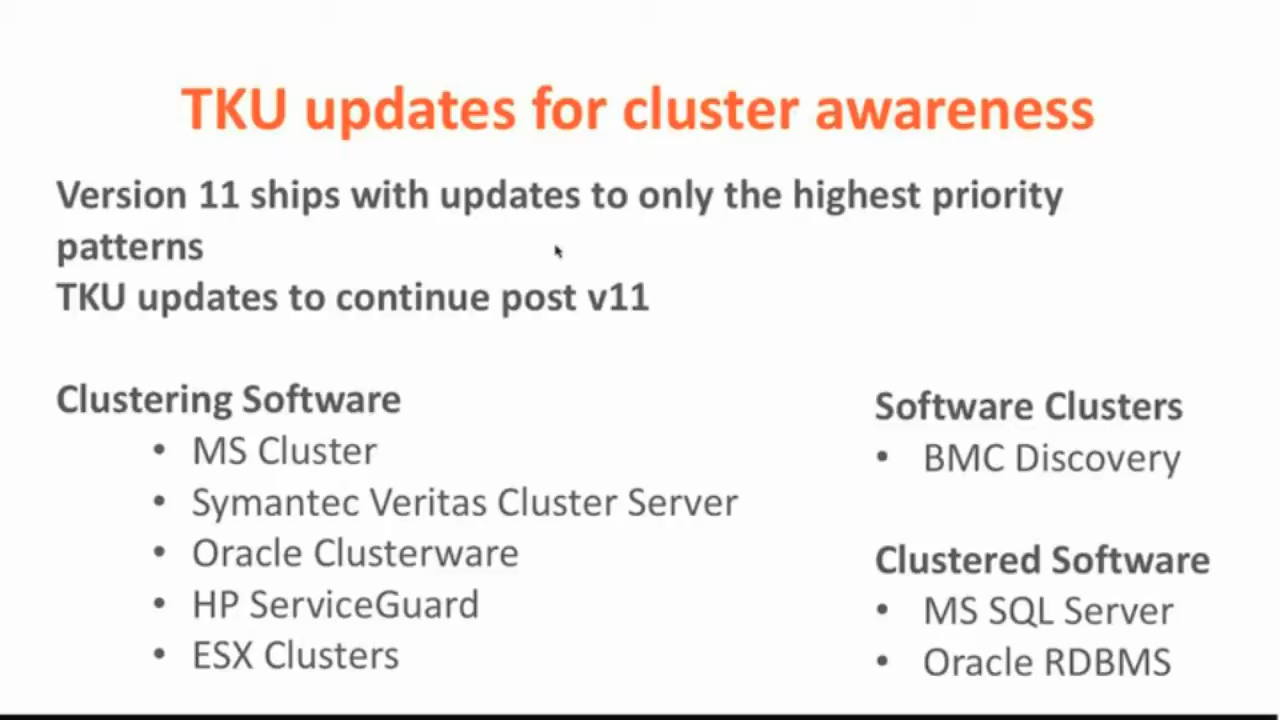 TKU updates for cluster awareness
Version 11 ships with updates to only the highest priority
patterns
TKU updates to continue post v11
Clustering Software
• MS Cluster
• Symantec Veritas Cluster Server
• Oracle Clusterware
• HP ServiceGuard
• ESX Clusters
Software Clusters
• BMC Discovery
Clustered Software
• MS SQL Server
• Oracle RDBMS